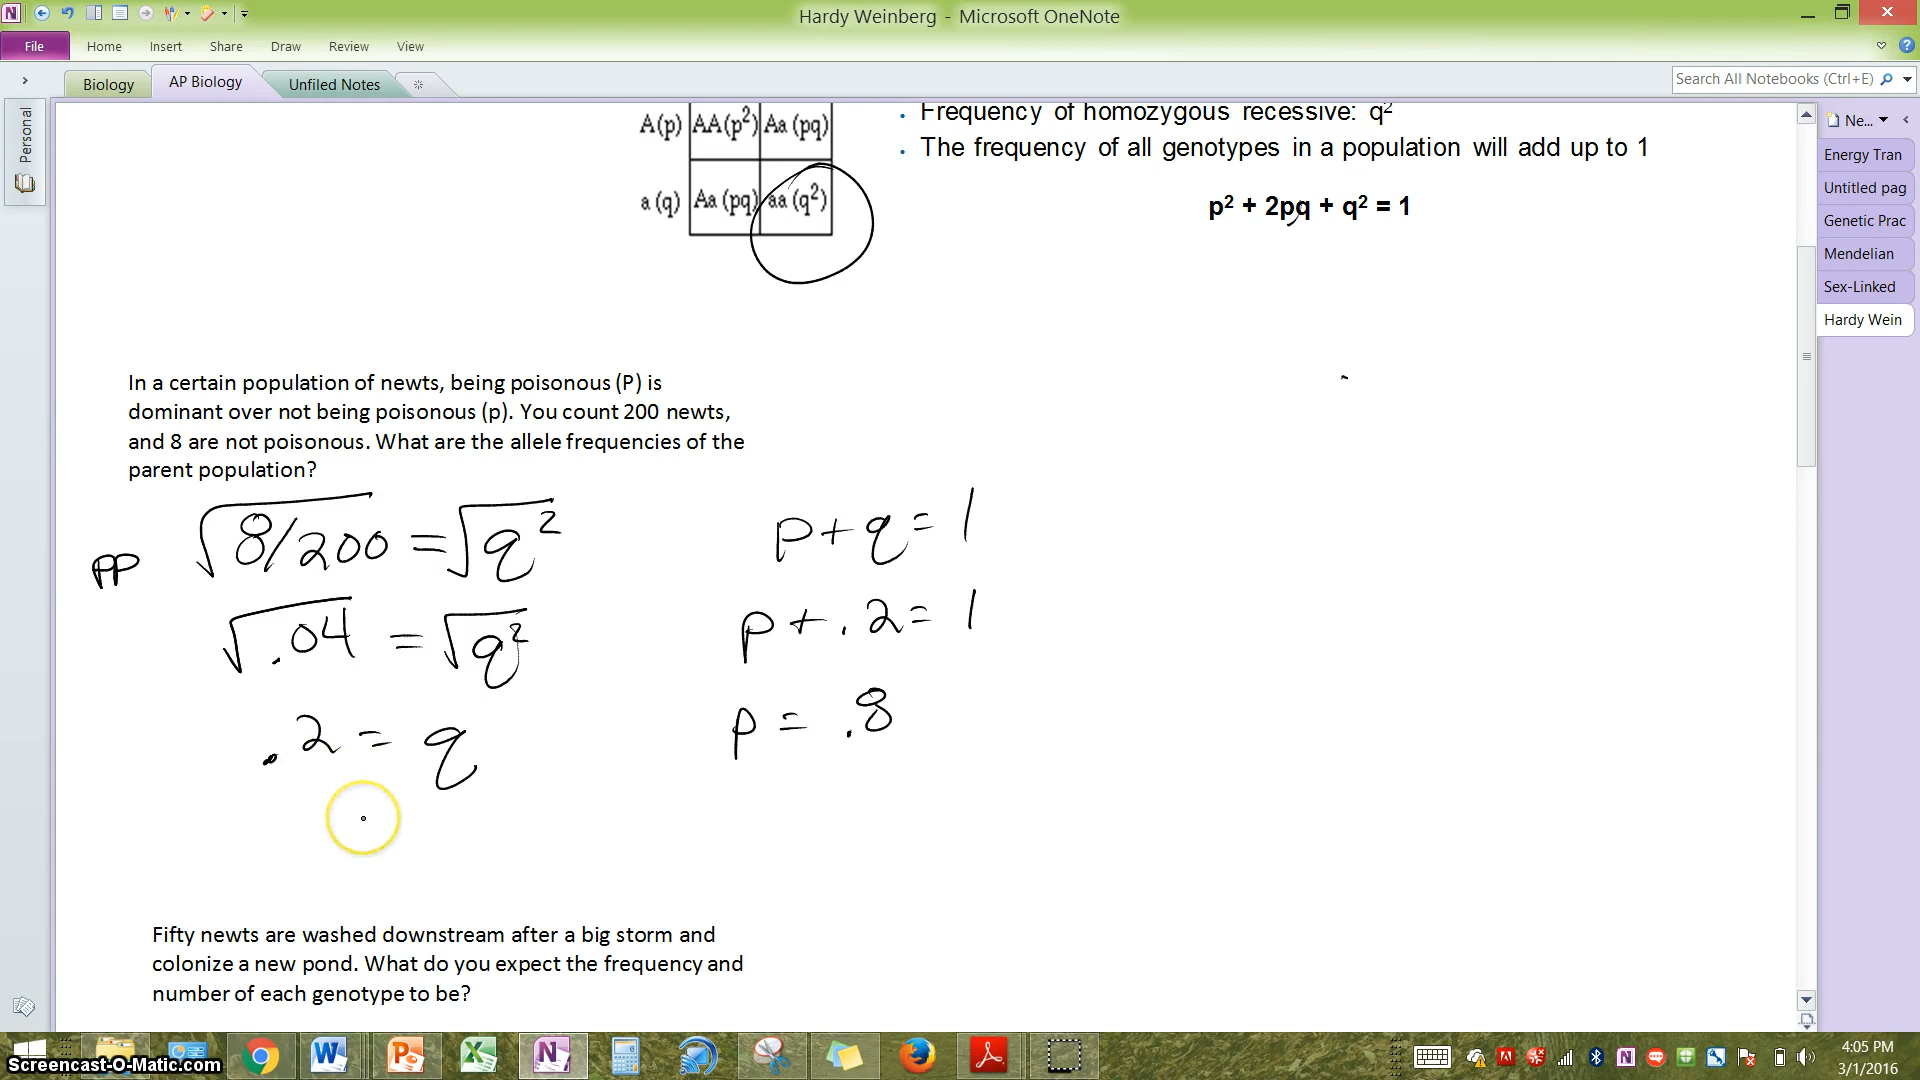 Hardy Weinberg - Microsoft OneNote
File Home Insert Share Draw Review View
Biology AP Biology Unfiled Notes
Search All Notebooks (Ctrl+E)
Personal
Ne...
Energy Tran
Untitled pag
Genetic Prac
Mendelian
Sex-Linked
Hardy Wein
A(p) AA(p²) Aa (pq)
a (q) Aa (pq) aa (q²)
• Frequency of homozygous recessive: q²
• The frequency of all genotypes in a population will add up to 1
p² + 2pq + q² = 1
In a certain population of newts, being poisonous (P) is
dominant over not being poisonous (p). You count 200 newts,
and 8 are not poisonous. What are the allele frequencies of the
parent population?
pp √8/200 = √q²
√.04 = √q²
.2 = q
p+q = 1
p + .2 = 1
p = .8
Fifty newts are washed downstream after a big storm and
colonize a new pond. What do you expect the frequency and
number of each genotype to be?
Screencast-O-Matic.com
4:05 PM
3/1/2016